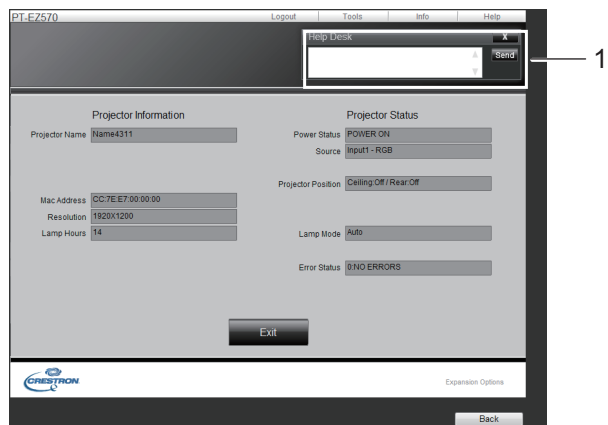 PT-EZ570 Logout Tools Info Help
Help Desk X
Send
1
Projector Information Projector Status
Projector Name Name4311 Power Status POWER ON
Source Input1 - RGB
Projector Position Ceiling:Off / Rear:Off
Mac Address CC:7E:E7:00:00:00
Resolution 1920X1200
Lamp Hours 14 Lamp Mode Auto
Error Status 0:NO ERRORS
Exit
CRESTRON Expansion Options
Back